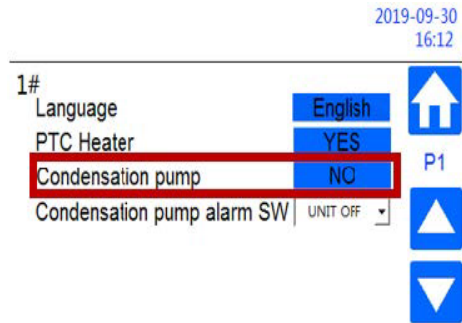 2019-09-30
16:12
1#
Language English
PTC Heater YES
Condensation pump NO
Condensation pump alarm SW UNIT OFF
P1